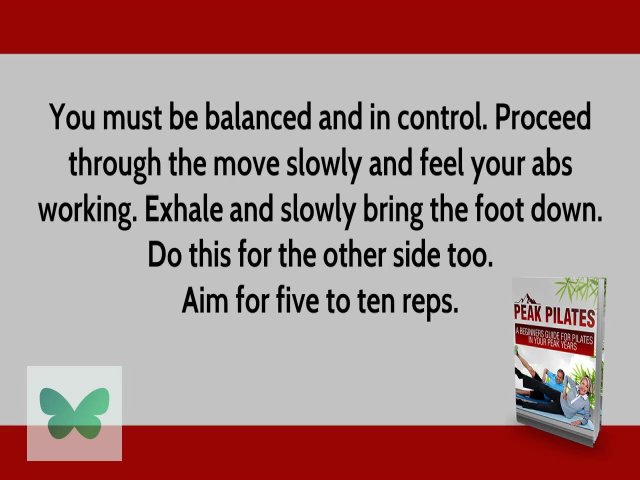 You must be balanced and in control. Proceed
through the move slowly and feel your abs
working. Exhale and slowly bring the foot down.
Do this for the other side too.
Aim for five to ten reps.
PEAK PILATES
A BEGINNERS GUIDE FOR PILATES
IN YOUR PEAK YEARS